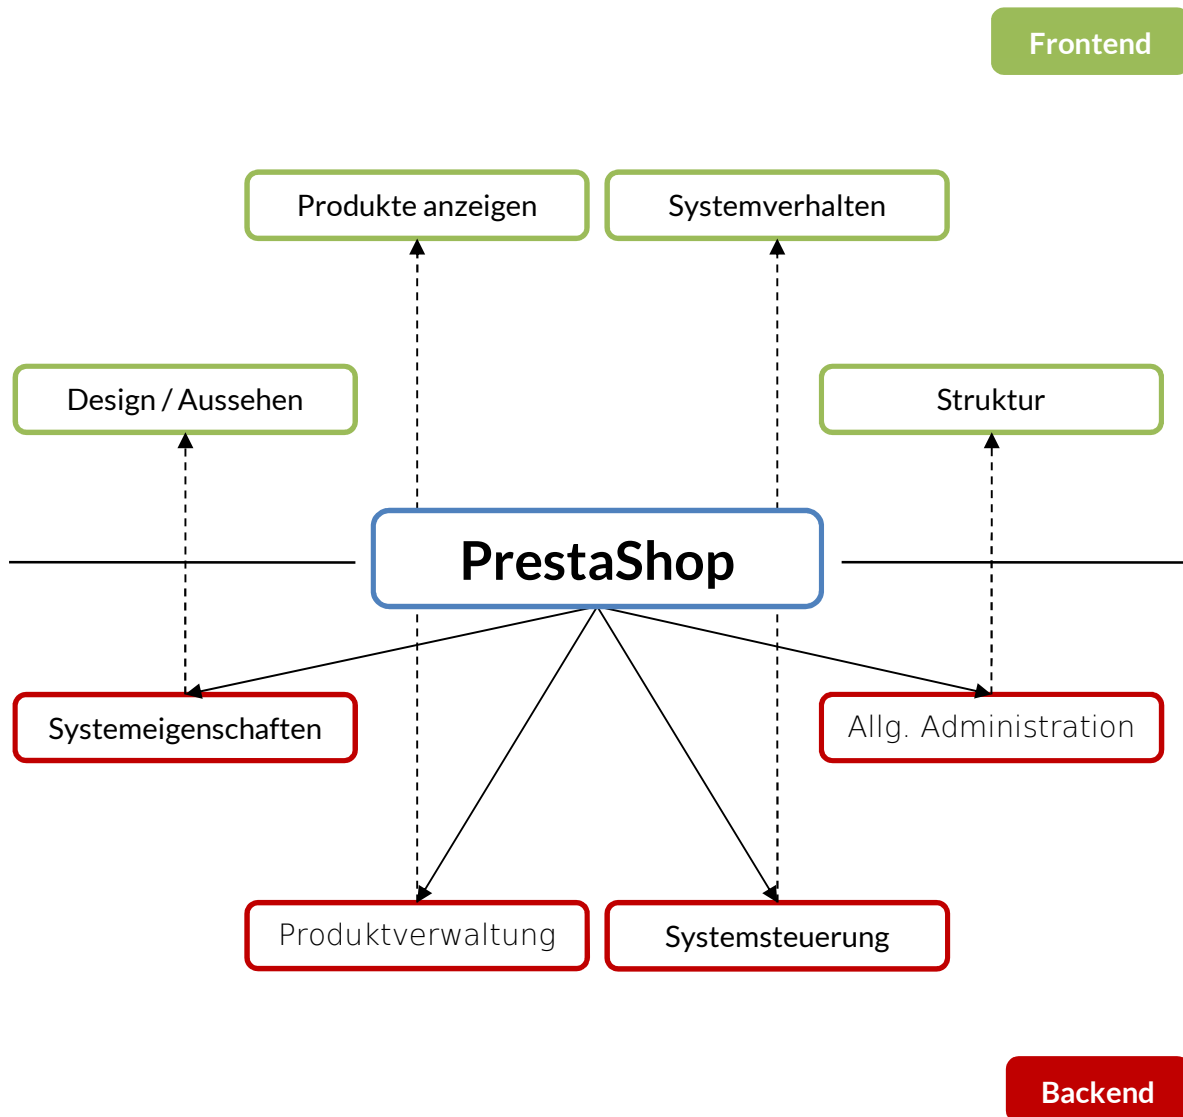 Frontend
Produkte anzeigen
Systemverhalten
Design / Aussehen
Struktur
PrestaShop
Systemeigenschaften
Allg. Administration
Produktverwaltung
Systemsteuerung
Backend